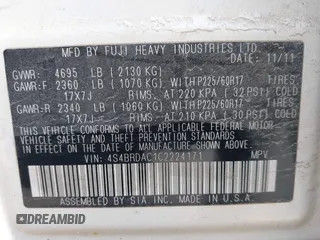 MFD BY FUJI HEAVY INDUSTRIES LTD.
DATE: 11/11
GVWR: 4695 LB (2130 KG)
GAWR:F 2360 LB (1070 KG) WITH P225/60R17 TIRES
17X7J RIMS, AT 220 KPA (32 PSI) COLD
GAWR:R 2340 LB (1060 KG) WITH P225/60R17 TIRES
17X7J RIMS, AT 210 KPA (30 PSI) COLD
THIS VEHICLE CONFORMS TO ALL APPLICABLE
FEDERAL MOTOR VEHICLE SAFETY AND THEFT
PREVENTION STANDARDS IN EFFECT ON THE DATE
OF MANUFACTURE SHOWN ABOVE.
VIN: 4S4BRDAC1C2224171 MPV
ASSEMBLED BY SIA INC. MADE IN U.S.A.
DREAMBID